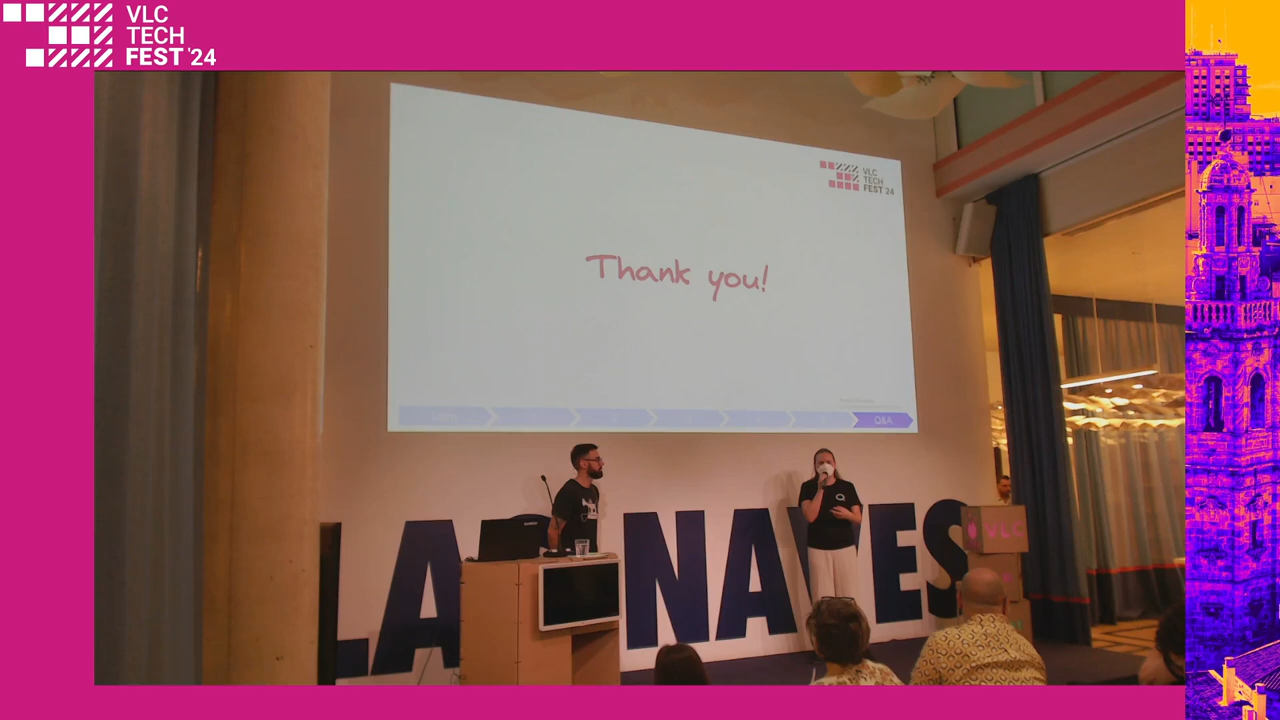 VLC
TECH
FEST '24
VLC
TECH
FEST 24
Thank you!
Q&A
LA NAVES
VLC